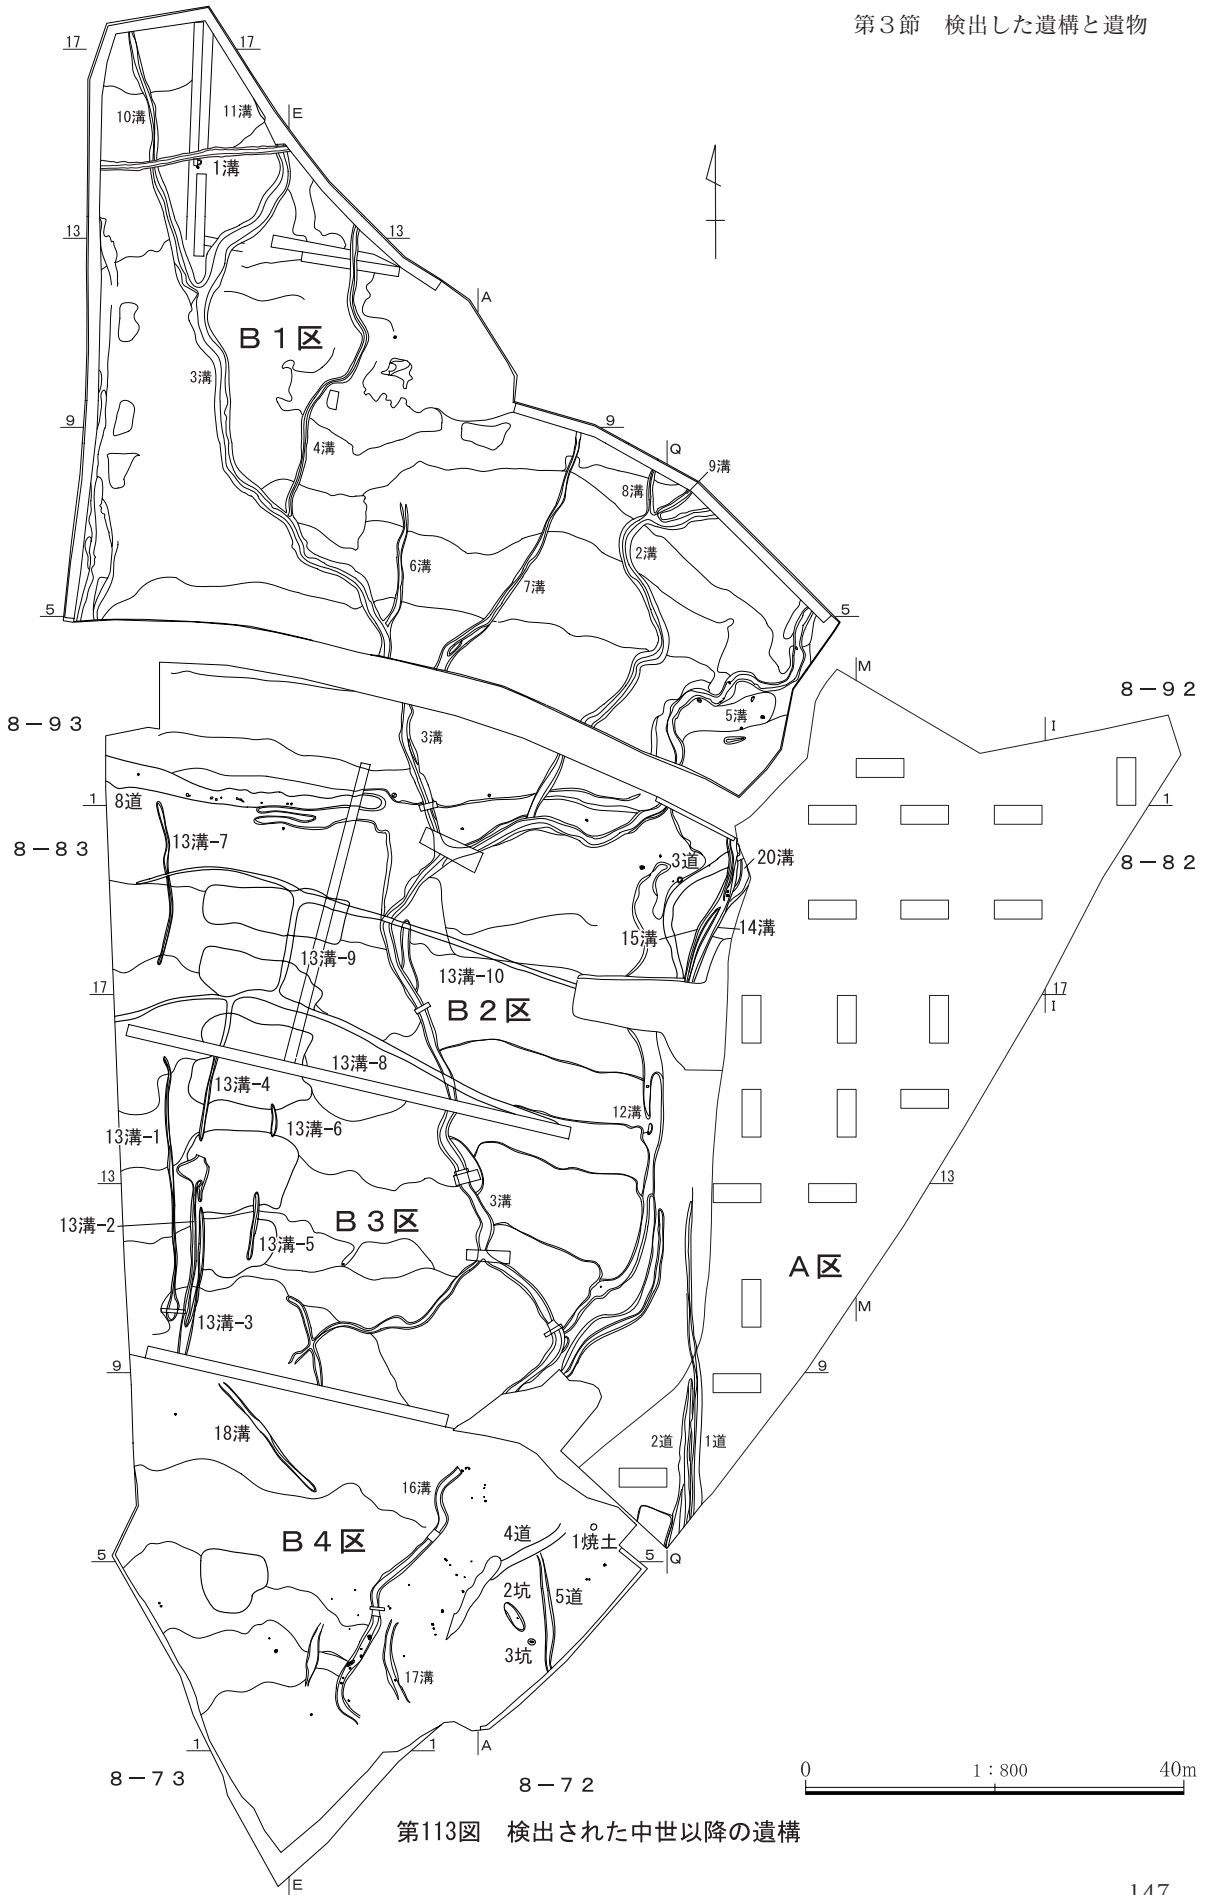 第３節　検出した遺構と遺物
17
17
E
10溝
11溝
1溝
13
13
A
B１区
3溝
9
9
Q
4溝
9溝
8溝
2溝
6溝
7溝
5
5
M
8－92
I
5溝
8－93
3溝
1
8道
1
13溝-7
8－83
3道
20溝
8－82
15溝
14溝
13溝-9
13溝-10
17
B２区
17
I
13溝-8
13溝-4
12溝
13溝-1
13溝-6
13
13
3溝
13溝-2
B３区
13溝-5
A区
M
13溝-3
9
9
18溝
2道
1道
16溝
4道
B４区
1焼土
5
5
Q
2坑
5道
3坑
17溝
1
1
A
8－73
8－72
0
1：800
40m
第113図　検出された中世以降の遺構
E
147